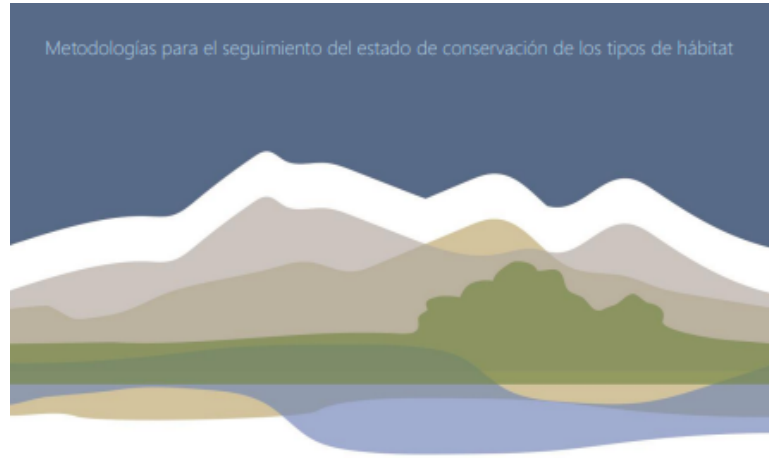 Metodologías para el seguimiento del estado de conservación de los tipos de hábitat